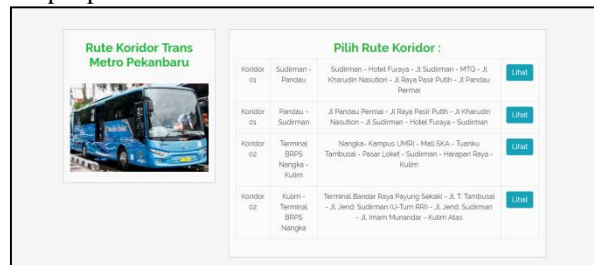 Rute Koridor Trans
Metro Pekanbaru
Pilih Rute Koridor :
Koridor 01 Sudirman - Pandau Sudirman - Hotel Furaya - Jl Sudirman - MTQ - Jl Kharudin Nasution - Jl Raya Pasir Putih - Jl Pandau Permai Lihat
Koridor 01 Pandau - Sudirman Jl Pandau Permai - Jl Raya Pasir Putih - Jl Kharudin Nasution - Jl Sudirman - Hotel Furaya - Sudirman Lihat
Koridor 02 Terminal BRPS Nangka - Kulim Nangka- Kampus UMRI - Mall SKA - Tuanku Tambusai - Pasar Loket - Sudirman - Harapan Raya - Kulim Lihat
Koridor 02 Kulim - Terminal BRPS Nangka Terminal Bandar Raya Payung Sekaki - Jl. T. Tambusai - Jl. Jend. Sudirman (U-Turn RRI) - Jl. Jend. Sudirman - Jl. Imam Munandar - Kulim Atas Lihat